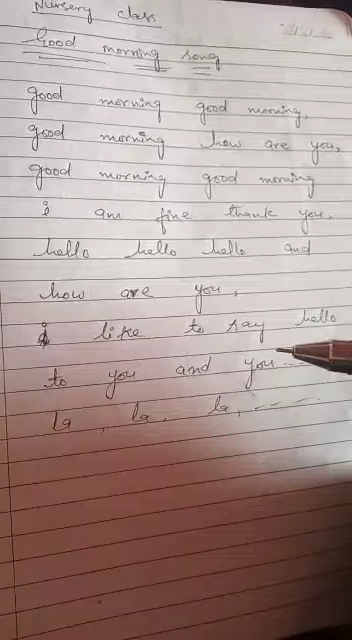 Nursery class
Good morning song
good morning good morning,
good morning how are you,
good morning good morning
i am fine thank you,
hello hello hello and
how are you,
i like to say hello
to you and you ---
la, la, la, ----